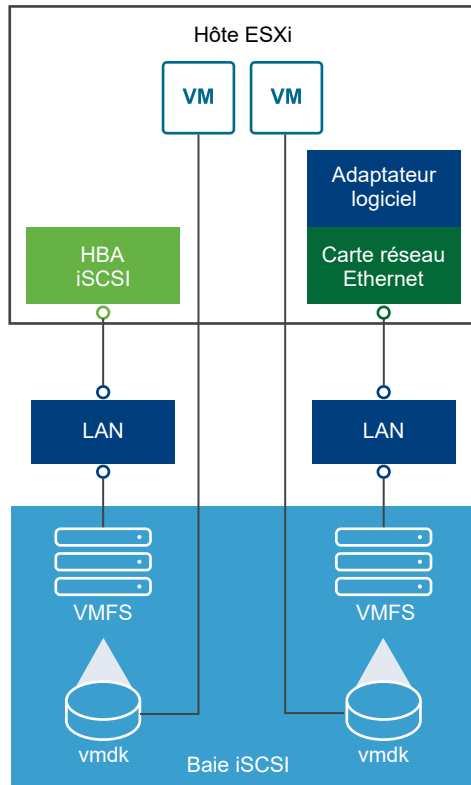 Hôte ESXi
VM
VM
Adaptateur
logiciel
HBA
iSCSI
Carte réseau
Ethernet
LAN
LAN
VMFS
VMFS
vmdk
vmdk
Baie iSCSI